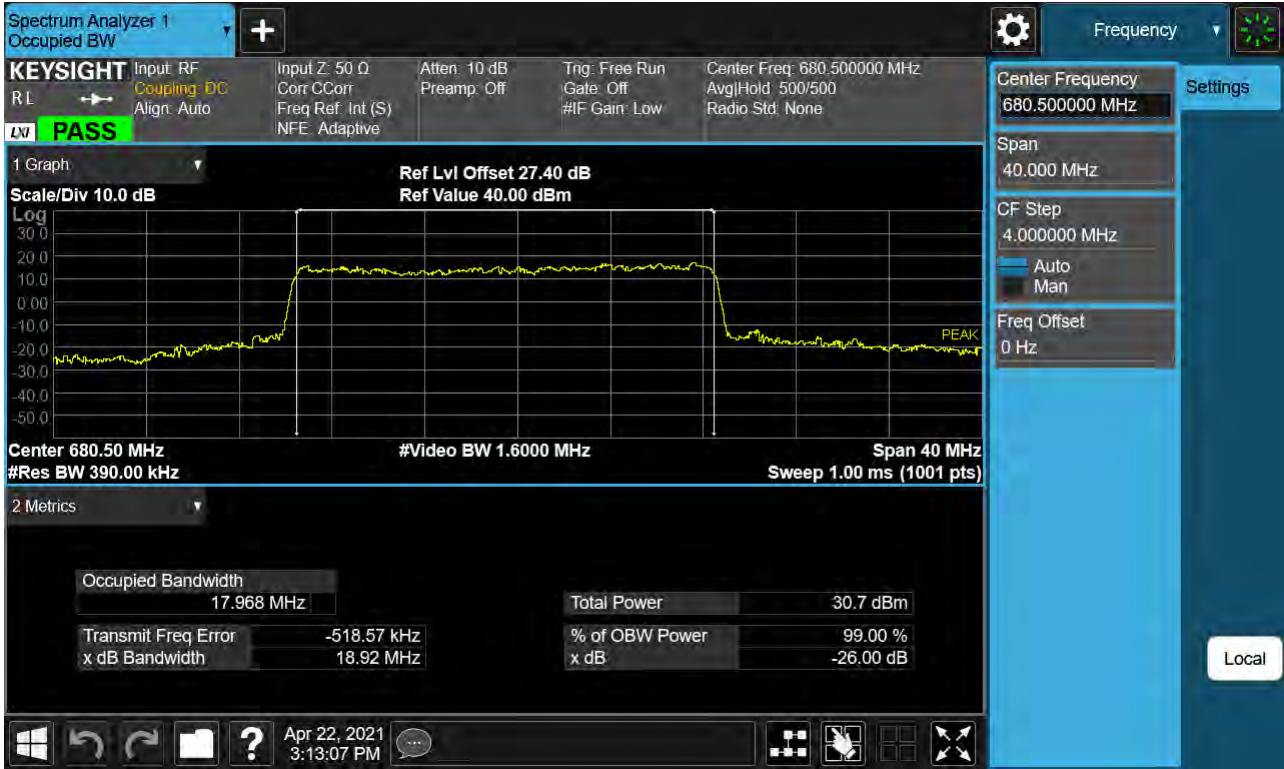 Spectrum Analyzer 1
Occupied BW
Frequency
KEYSIGHT
RL
LXI PASS
Input: RF
Coupling: DC
Align: Auto
Input Z: 50 Ω
Corr CCorr
Freq Ref: Int (S)
NFE: Adaptive
Atten: 10 dB
Preamp: Off
Trig: Free Run
Gate: Off
#IF Gain: Low
Center Freq: 680.500000 MHz
Avg|Hold: 500/500
Radio Std: None
Center Frequency
680.500000 MHz
Settings
Span
40.000 MHz
CF Step
4.000000 MHz
Auto
Man
Freq Offset
0 Hz
Local
1 Graph
Scale/Div 10.0 dB
Ref Lvl Offset 27.40 dB
Ref Value 40.00 dBm
Log
30.0
20.0
10.0
0.00
-10.0
-20.0
-30.0
-40.0
-50.0
PEAK
Center 680.50 MHz
#Video BW 1.6000 MHz
Span 40 MHz
#Res BW 390.00 kHz
Sweep 1.00 ms (1001 pts)
2 Metrics
Occupied Bandwidth
17.968 MHz
Total Power 30.7 dBm
Transmit Freq Error -518.57 kHz
% of OBW Power 99.00 %
x dB Bandwidth 18.92 MHz
x dB -26.00 dB
?
Apr 22, 2021
3:13:07 PM